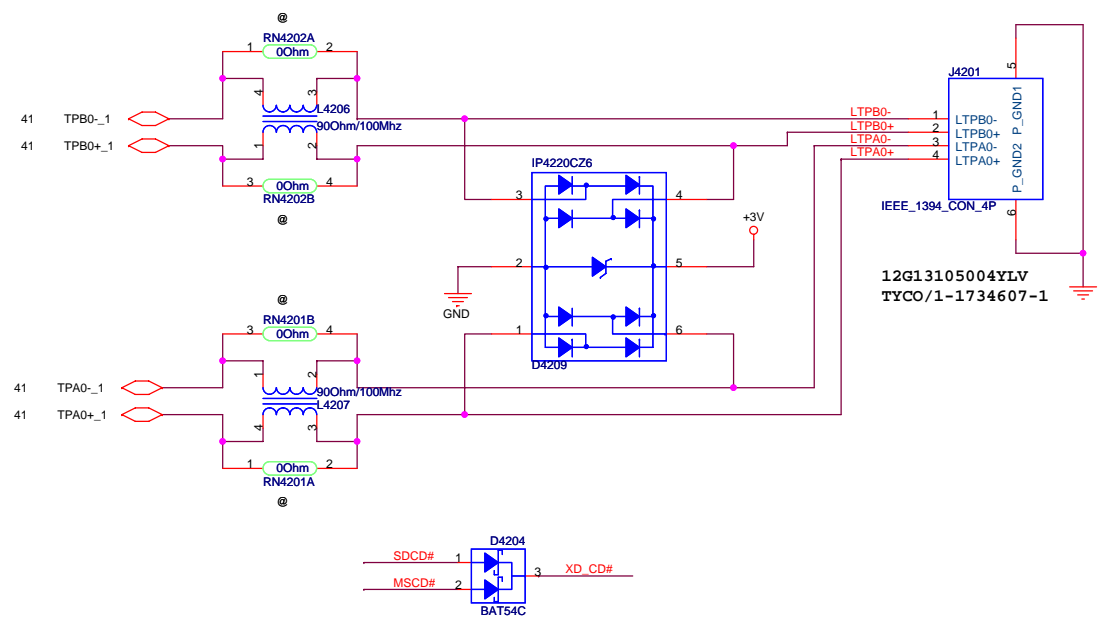 @
RN4202A
1 0Ohm 2
4 3
L4206
90Ohm/100Mhz
1 2
3 0Ohm 4
RN4202B
@
41 TPB0-_1
41 TPB0+_1
J4201
5
LTPB0- 1 LTPB0-
LTPB0+ 2 LTPB0+
LTPA0- 3 LTPA0-
LTPA0+ 4 LTPA0+
P_GND2 P_GND1
6
IEEE_1394_CON_4P
12G13105004YLV
TYCO/1-1734607-1
IP4220CZ6
3 4
+3V
2 5
GND
1 6
D4209
@
RN4201B
3 0Ohm 4
1 2
90Ohm/100Mhz
L4207
4 3
1 0Ohm 2
RN4201A
@
41 TPA0-_1
41 TPA0+_1
D4204
SDCD# 1
3 XD_CD#
MSCD# 2
BAT54C